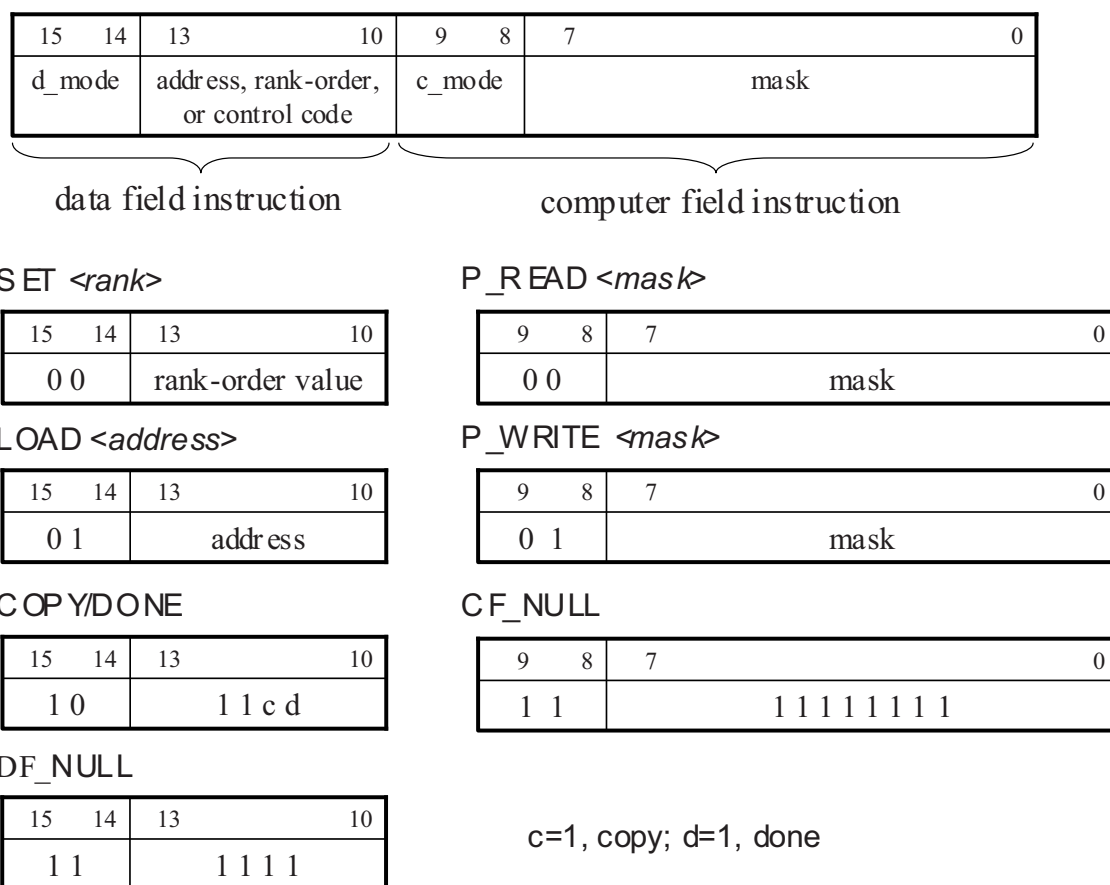 15 14 13 10 9 8 7 0
d_mode address, rank-order, c_mode mask
or control code
data field instruction computer field instruction
SET <rank> P_READ <mask>
15 14 13 10 9 8 7 0
0 0 rank-order value 0 0 mask
LOAD <address> P_WRITE <mask>
15 14 13 10 9 8 7 0
0 1 address 0 1 mask
COPY/DONE CF_NULL
15 14 13 10 9 8 7 0
1 0 1 1 c d 1 1 1 1 1 1 1 1 1 1
DF_NULL
15 14 13 10
1 1 1 1 1 1
c=1, copy; d=1, done